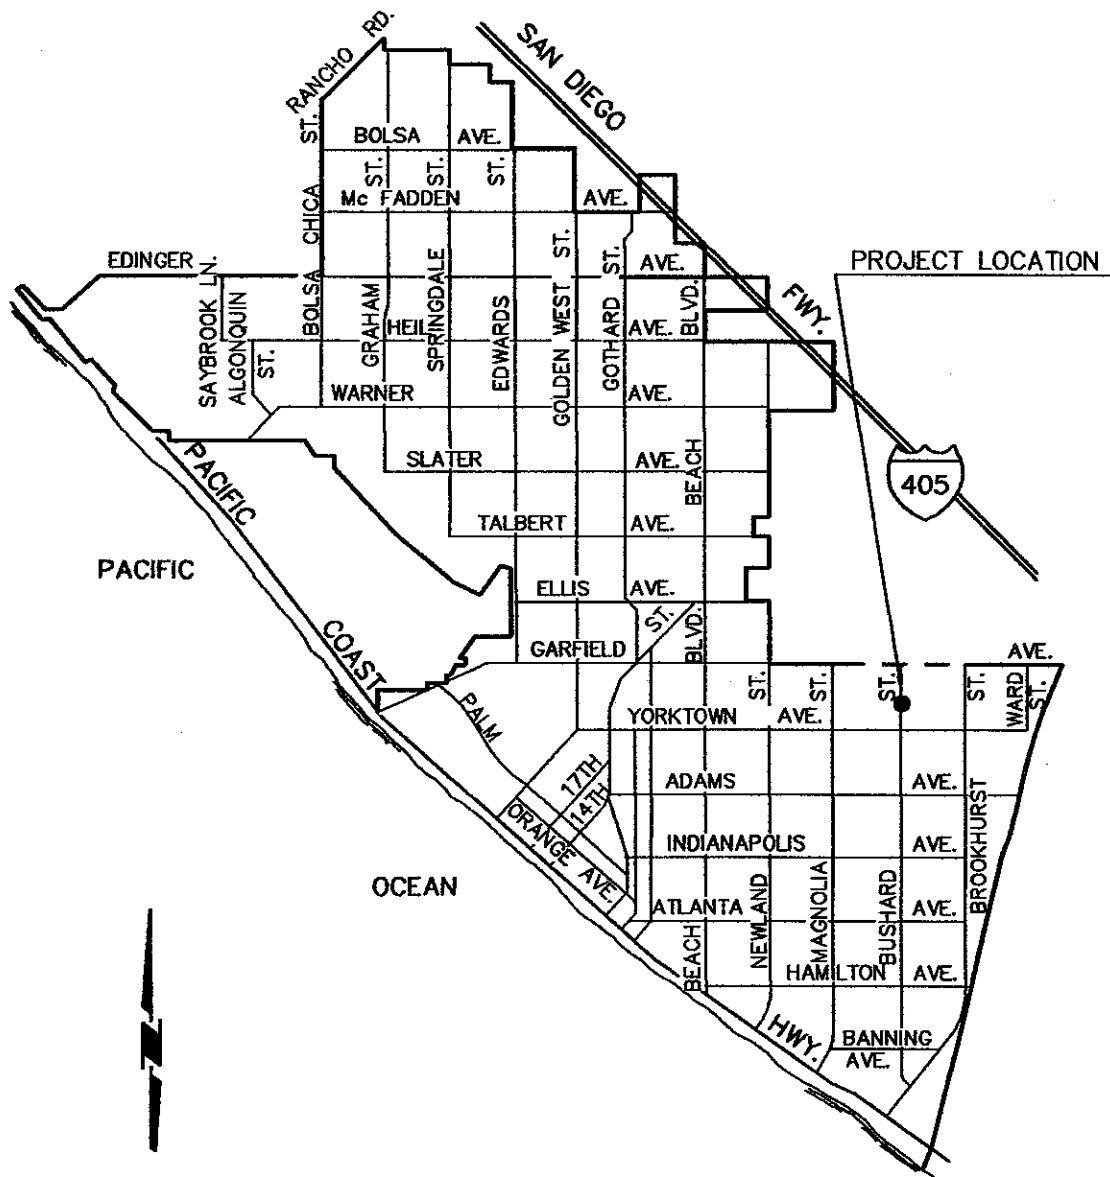 RANCHO RD.
SAN DIEGO
FWY.
BOLSA AVE.
ST.
ST.
ST.
ST.
Mc FADDEN AVE.
BOLSA CHICA
EDINGER AVE.
PROJECT LOCATION
SAYBROOK LN.
ALGONQUIN ST.
GRAHAM
SPRINGDALE
EDWARDS
GOLDEN WEST ST.
GOTHARD ST.
BLVD.
HEIL AVE.
WARNER AVE.
405
SLATER AVE.
BEACH
TALBERT AVE.
PACIFIC
PACIFIC
ELLIS AVE.
ST.
BLVD.
GARFIELD AVE.
COAST
PALM
ST.
ST.
ST.
ST.
WARD ST.
YORKTOWN AVE.
17TH
14TH
ADAMS AVE.
ORANGE AVE.
INDIANAPOLIS AVE.
BROOKHURST
OCEAN
ATLANTA AVE.
BEACH
NEWLAND
MAGNOLIA
BUSHARD
HAMILTON AVE.
HWY.
BANNING
AVE.
N